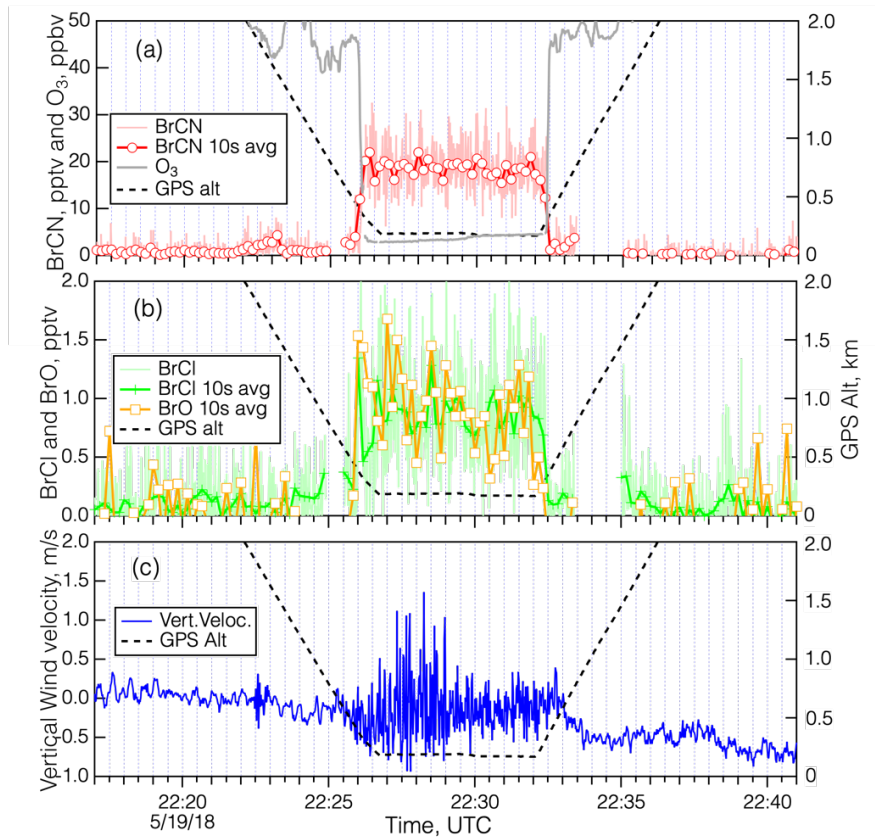 50
40
30
20
10
0
BrCN, pptv and O3, ppbv
(a)
BrCN
BrCN 10s avg
O3
GPS alt
2.0
1.5
1.0
0.5
0
2.0
1.5
1.0
0.5
0.0
BrCl and BrO, pptv
(b)
BrCl
BrCl 10s avg
BrO 10s avg
GPS alt
2.0
1.5
1.0
0.5
0
GPS Alt, km
2.0
1.5
1.0
0.5
0.0
-0.5
-1.0
Vertical Wind velocity, m/s
(c)
Vert.Veloc.
GPS Alt
2.0
1.5
1.0
0.5
0
22:20 22:25 22:30 22:35 22:40
5/19/18
Time, UTC